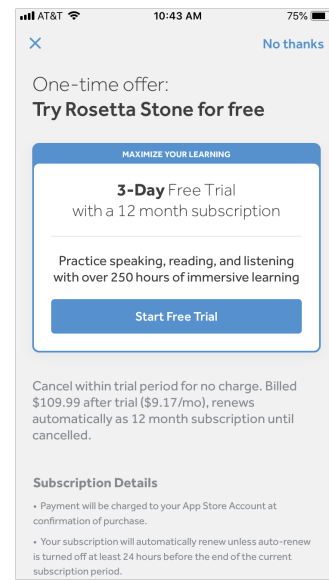 AT&T 10:43 AM 75%
No thanks
One-time offer:
Try Rosetta Stone for free
MAXIMIZE YOUR LEARNING
3-Day Free Trial
with a 12 month subscription
Practice speaking, reading, and listening
with over 250 hours of immersive learning
Start Free Trial
Cancel within trial period for no charge. Billed
$109.99 after trial ($9.17/mo), renews
automatically as 12 month subscription until
cancelled.
Subscription Details
• Payment will be charged to your App Store Account at
confirmation of purchase.
• Your subscription will automatically renew unless auto-renew
is turned off at least 24 hours before the end of the current
subscription period.